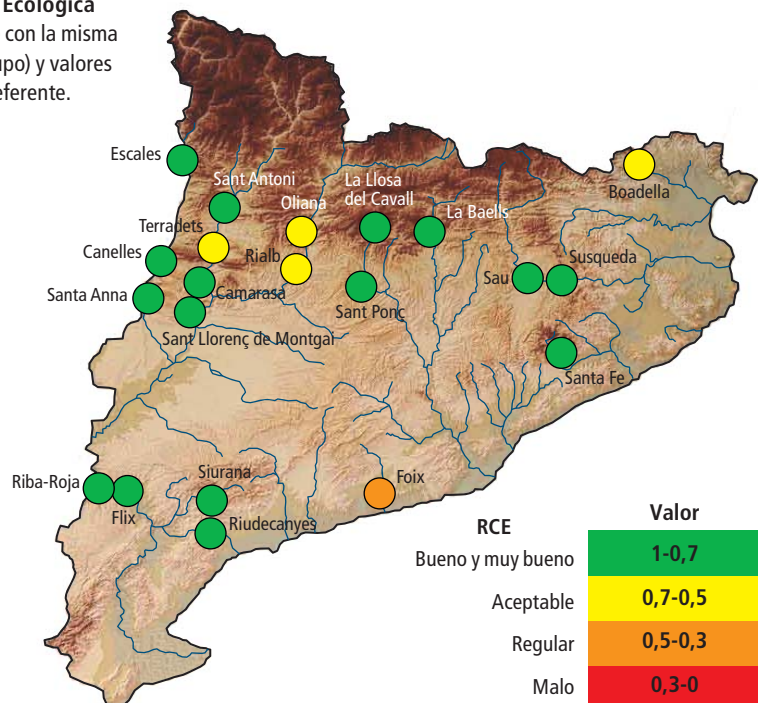 Ecológica
con la misma
upo) y valores
eferente.
Escales
Sant Antoni
La Llosa
del Cavall
Oliana
La Baells
Boadella
Terradets
Canelles
Rialb
Sau
Susqueda
Santa Anna
Camarasa
Sant Ponç
Sant Llorenç de Montgai
Santa Fe
Riba-Roja
Flix
Siurana
Riudecanyes
Foix
RCE
Valor
Bueno y muy bueno
1-0,7
Aceptable
0,7-0,5
Regular
0,5-0,3
Malo
0,3-0